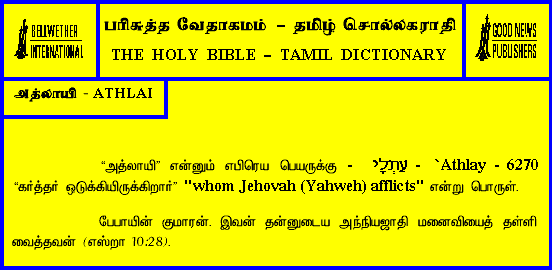 BELLWETHER
INTERNATIONAL
பரிசுத்த வேதாகமம் – தமிழ் சொல்லகராதி
THE HOLY BIBLE – TAMIL DICTIONARY
GOOD NEWS
PUBLISHERS
அத்லாயி - ATHLAI
“அத்லாயி” என்னும் எபிரெய பெயருக்கு - עַתְלָי - `Athlay - 6270
“கர்த்தர் ஒடுக்கியிருக்கிறார்” "whom Jehovah (Yahweh) afflicts" என்று பொருள்.
பேபாயின் குமாரன். இவன் தன்னுடைய அந்நியஜாதி மனைவியைத் தள்ளி
வைத்தவன் (எஸ்றா 10:28).